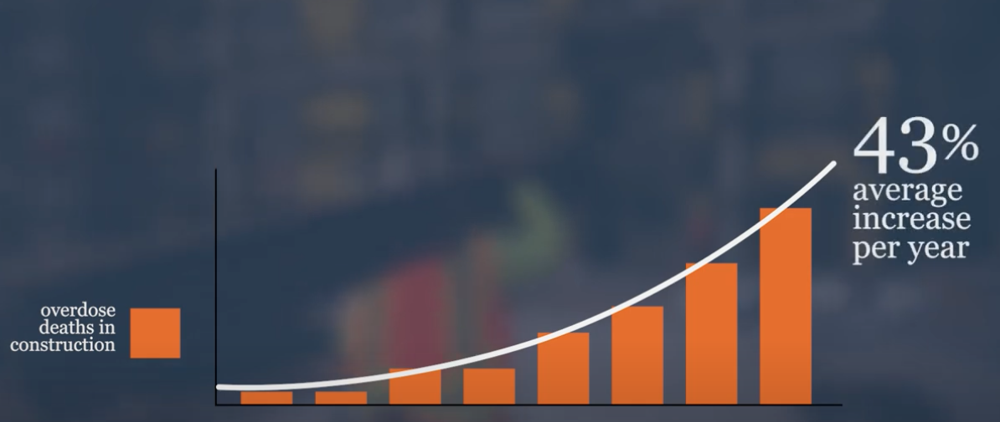 43%
average
increase
per year
overdose
deaths in
construction